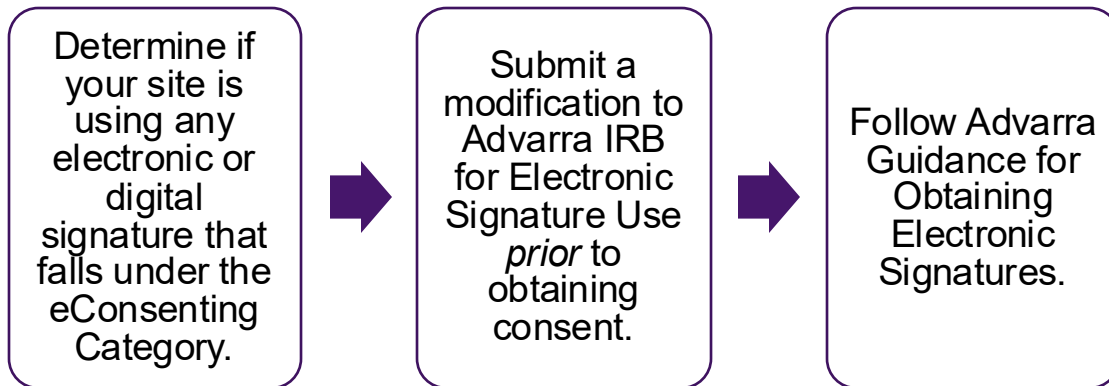 Determine if
your site is
using any
electronic or
digital
signature that
falls under the
eConsenting
Category.
Submit a
modification to
Advarra IRB
for Electronic
Signature Use
prior to
obtaining
consent.
Follow Advarra
Guidance for
Obtaining
Electronic
Signatures.